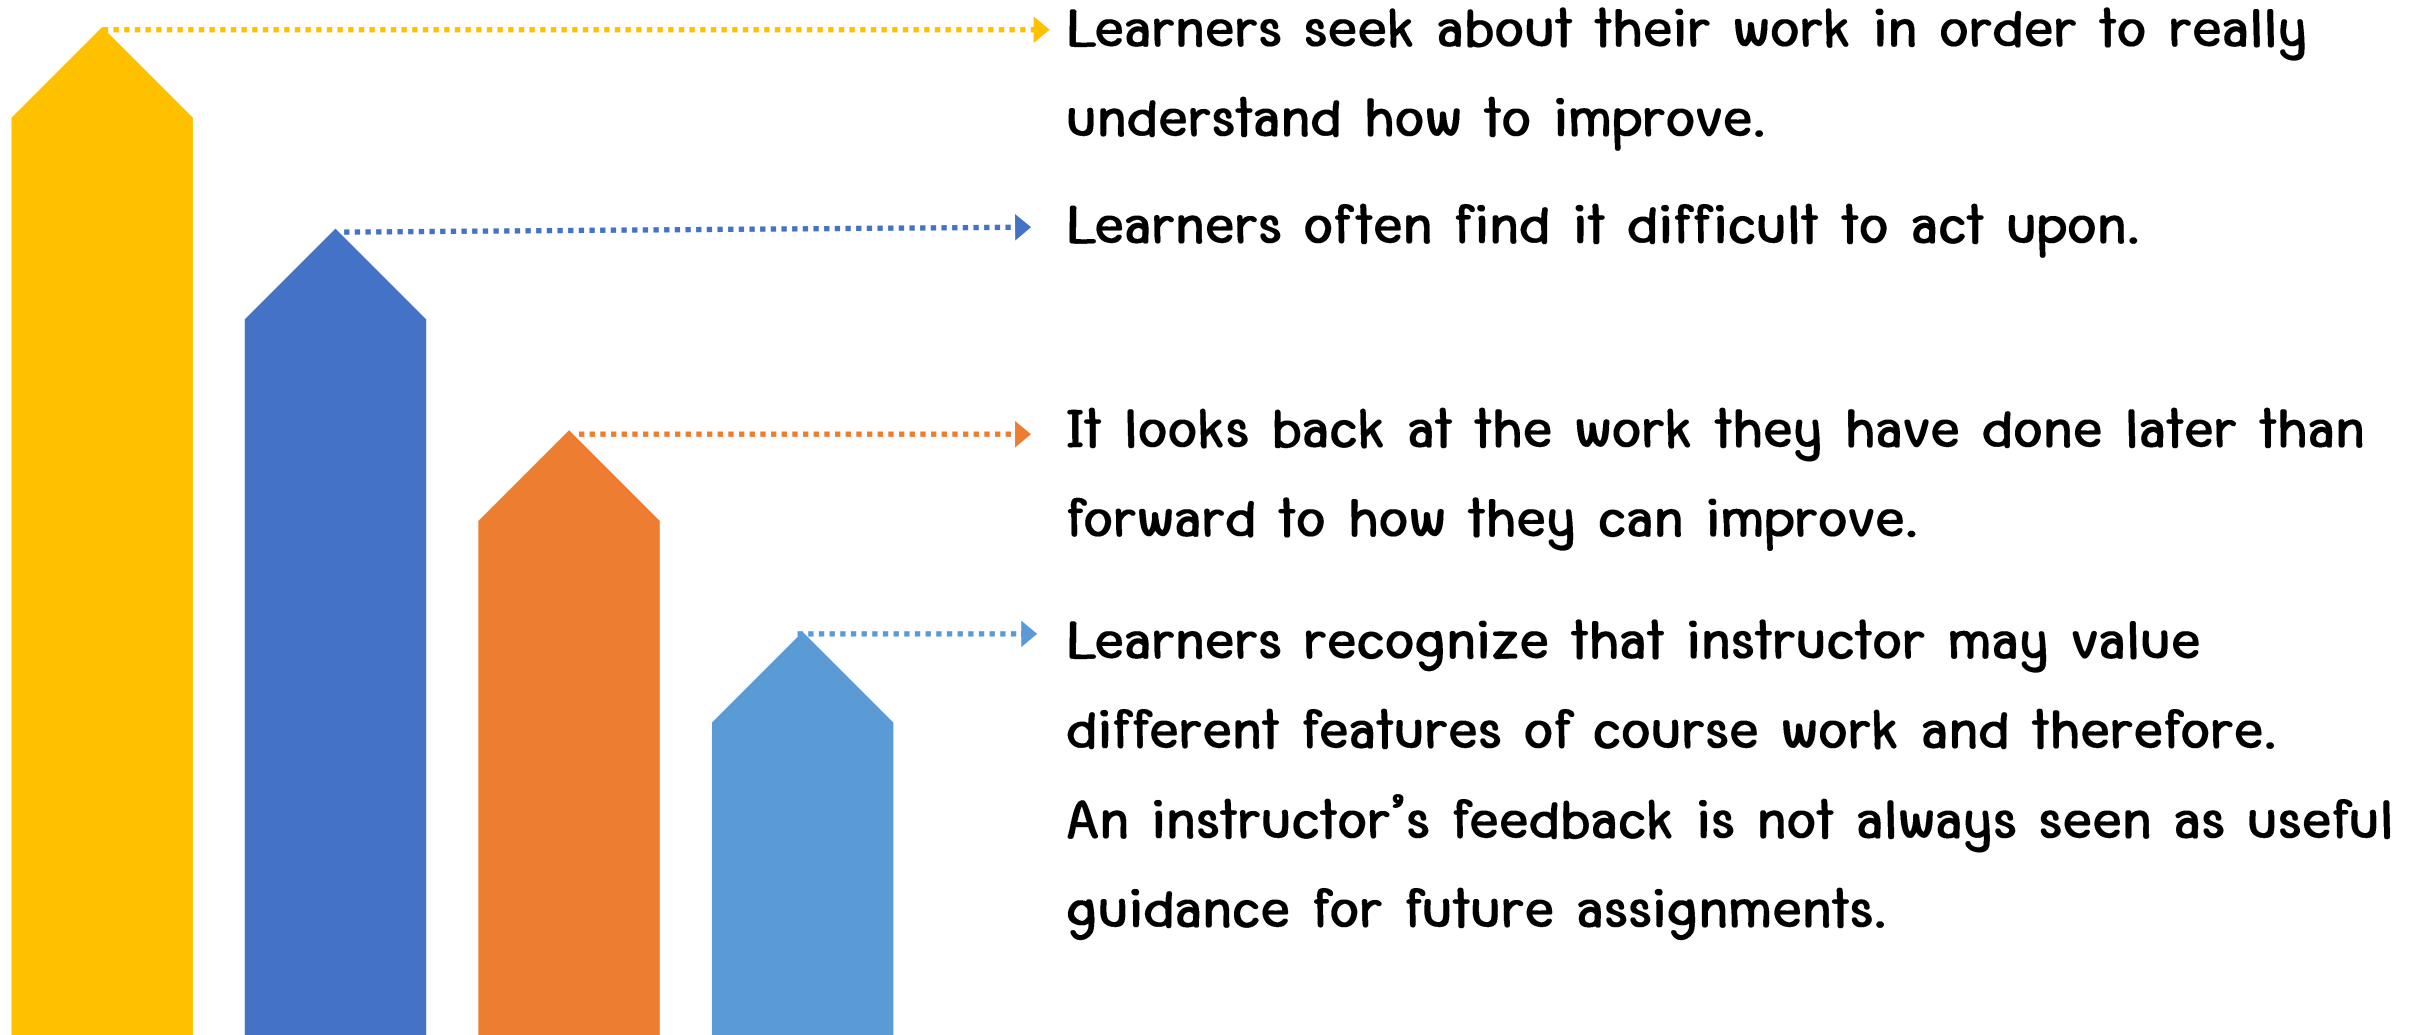 Learners seek about their work in order to really
understand how to improve.
Learners often find it difficult to act upon.
It looks back at the work they have done later than
forward to how they can improve.
Learners recognize that instructor may value
different features of course work and therefore.
An instructor’s feedback is not always seen as useful
guidance for future assignments.